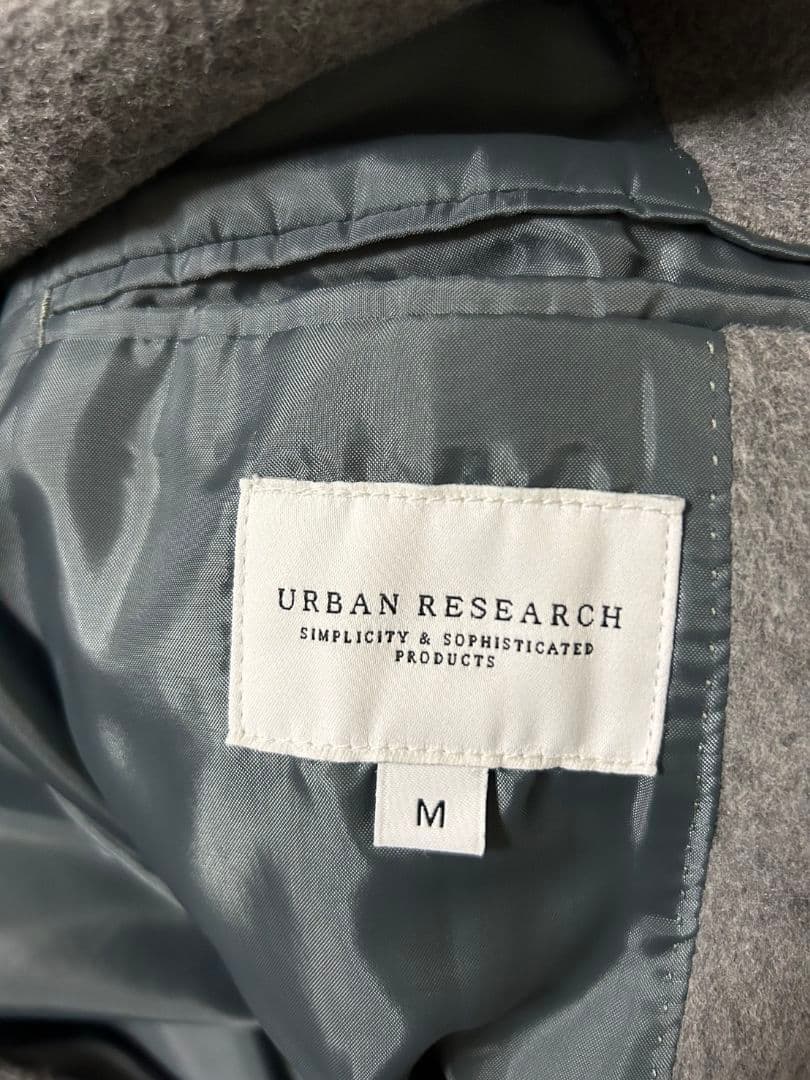 URBAN RESEARCH
SIMPLICITY & SOPHISTICATED
PRODUCTS
M